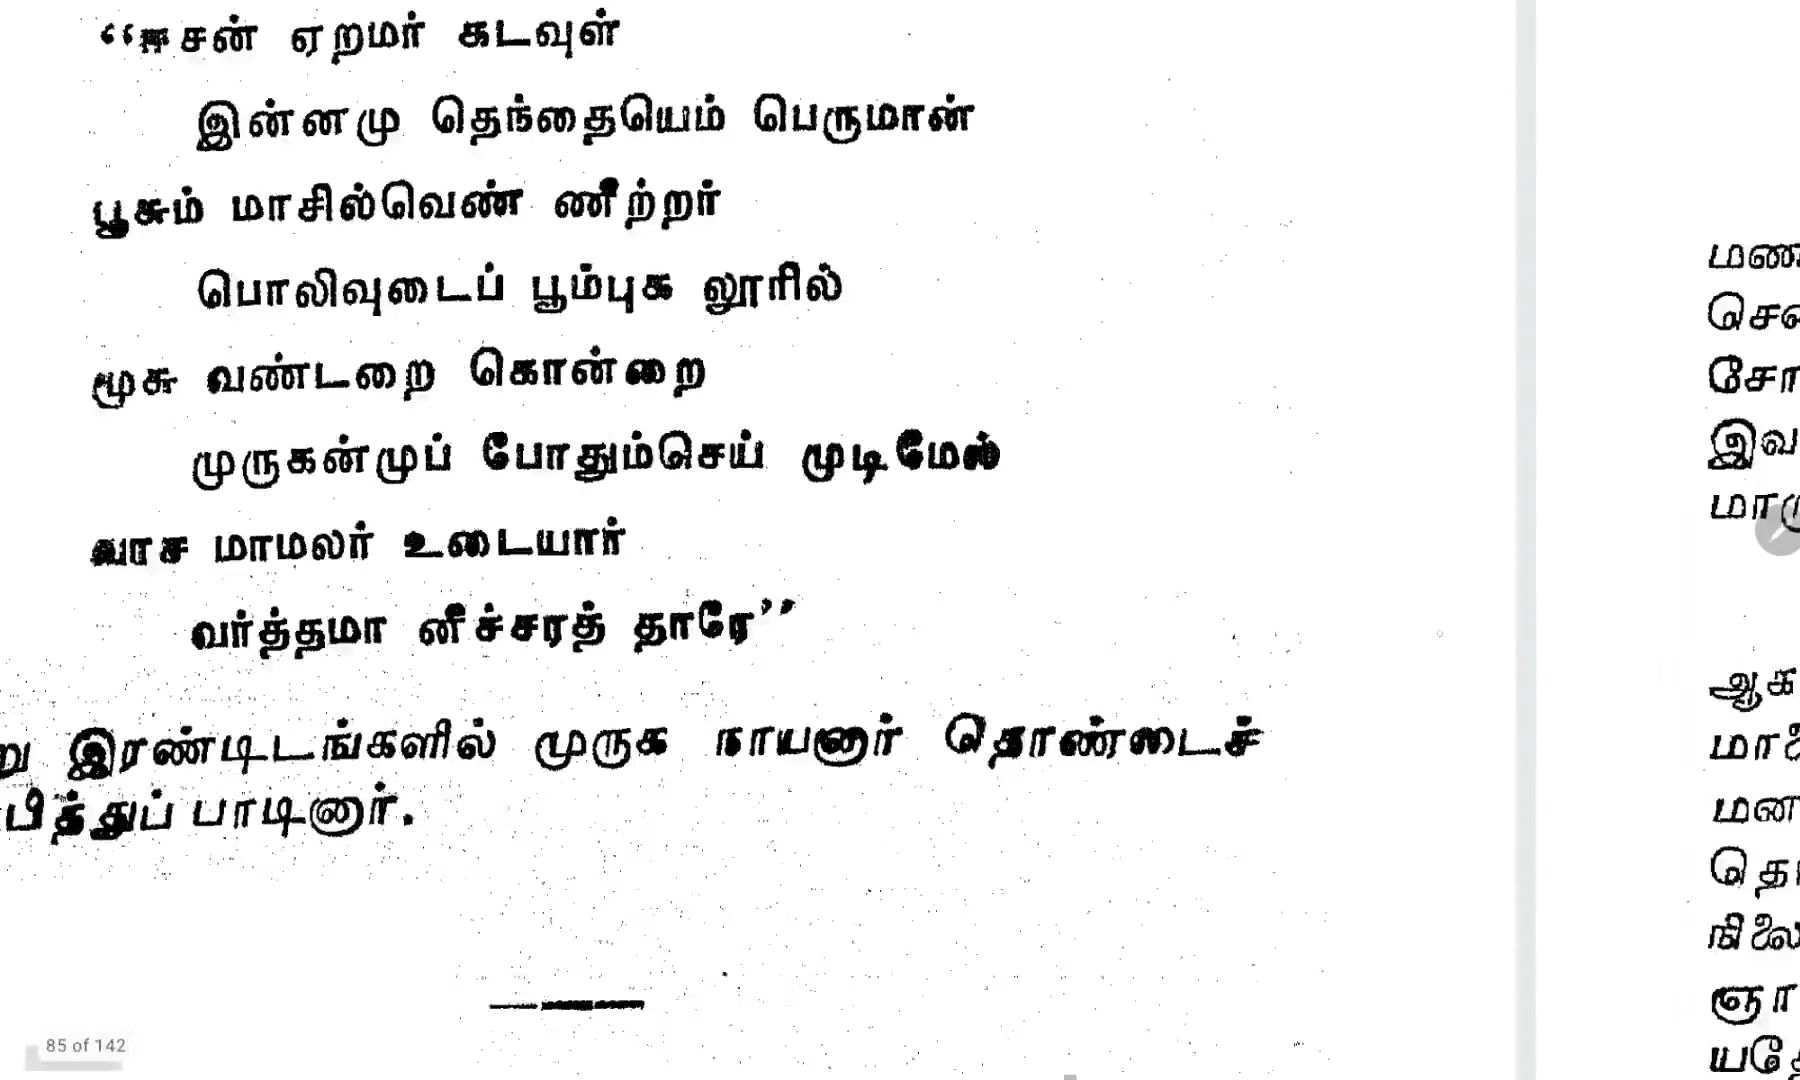 “ஈசன் ஏறமர் கடவுள்
இன்னமு தெந்தையெம் பெருமான்
பூசும் மாசில்வெண் ணீற்றர்
பொலிவுடைப் பூம்புக லூரில்
மூசு வண்டறை கொன்றை
முருகன்முப் போதும்செய் முடிமேல்
வாச மாமலர் உடையார்
வர்த்தமா னீச்சரத் தாரே”
று இரண்டிடங்களில் முருக நாயனார் தொண்டைச்
பித்துப் பாடினார்.
85 of 142